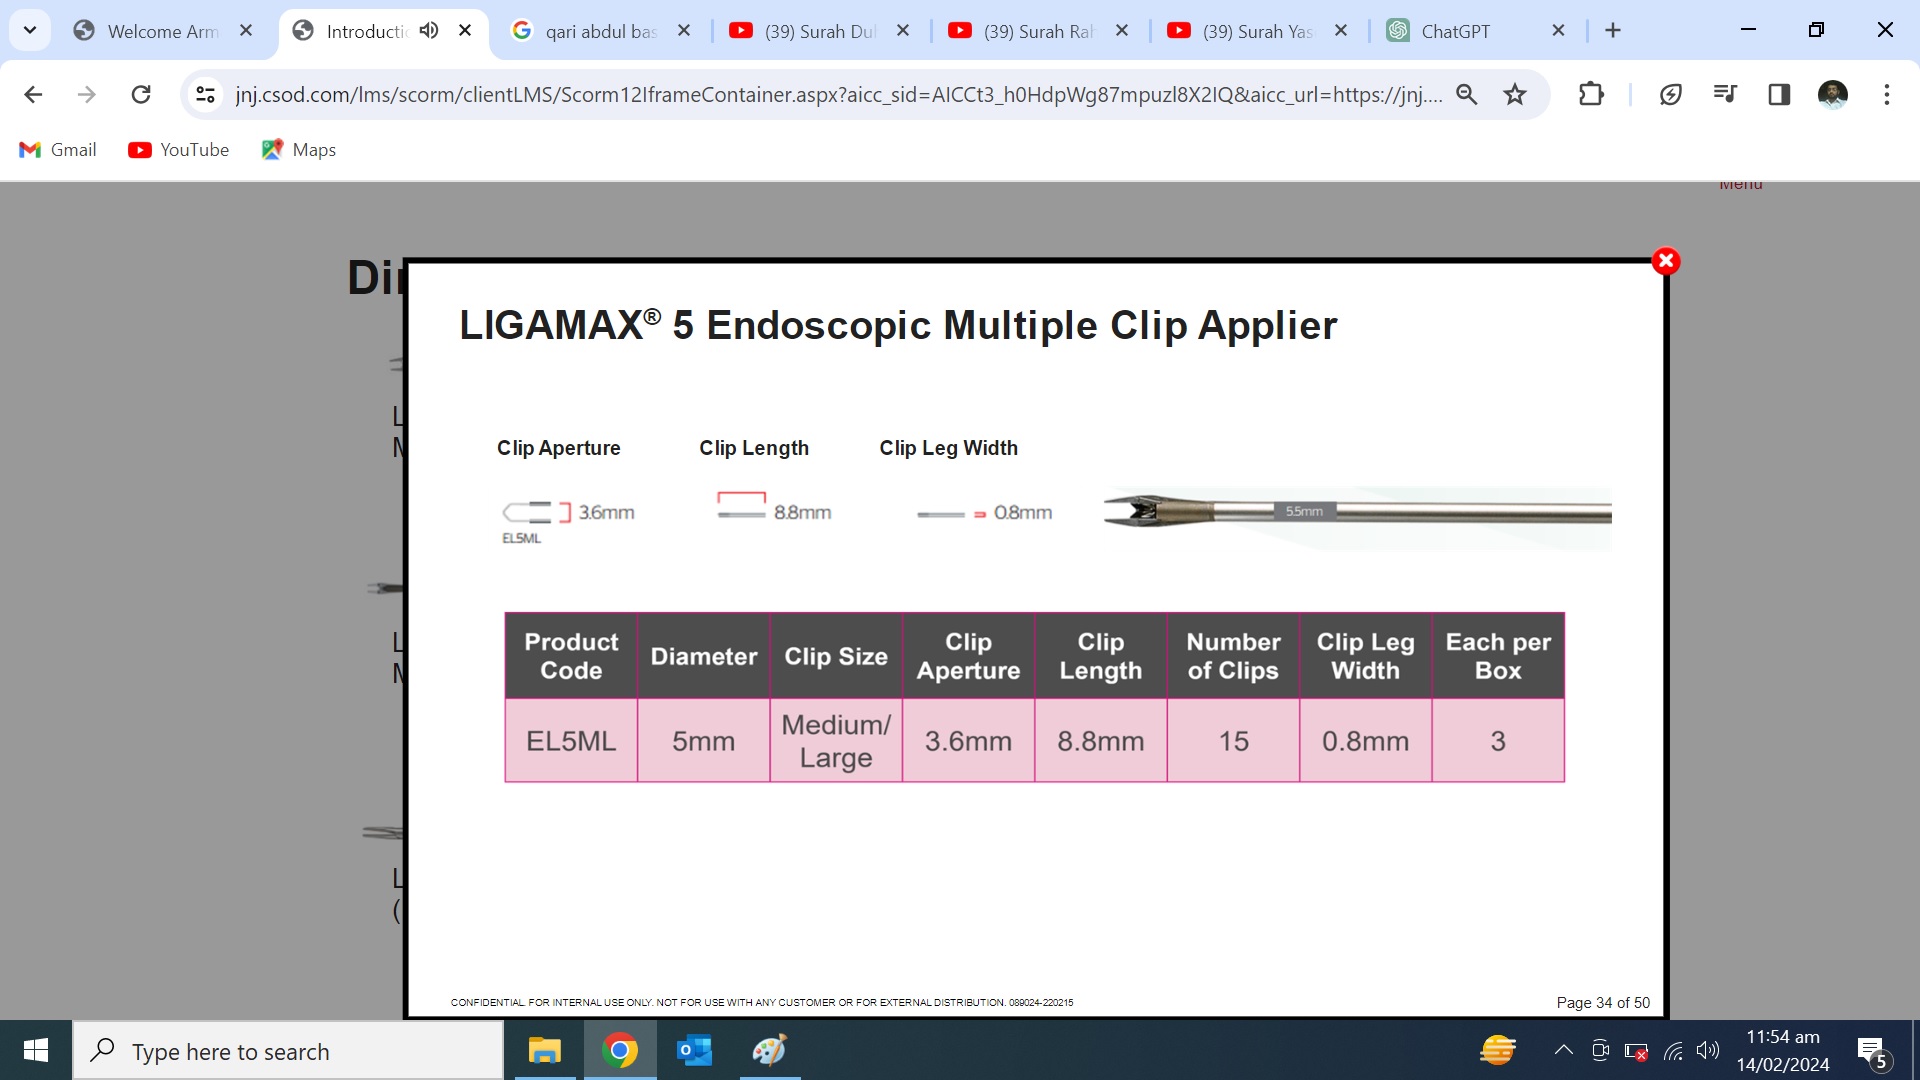 Welcome Arm
Introductio
qari abdul bas
(39) Surah Dul
(39) Surah Rah
(39) Surah Yas
ChatGPT
jnj.csod.com/lms/scorm/clientLMS/Scorm12IframeContainer.aspx?aicc_sid=AICCt3_h0HdpWg87mpuzl8X2IQ&aicc_url=https://jnj....
Gmail
YouTube
Maps
Menu
LIGAMAX® 5 Endoscopic Multiple Clip Applier
Clip Aperture
Clip Length
Clip Leg Width
3.6mm
8.8mm
0.8mm
5.5mm
EL5ML
Product Code
Diameter
Clip Size
Clip Aperture
Clip Length
Number of Clips
Clip Leg Width
Each per Box
EL5ML
5mm
Medium/ Large
3.6mm
8.8mm
15
0.8mm
3
CONFIDENTIAL. FOR INTERNAL USE ONLY. NOT FOR USE WITH ANY CUSTOMER OR FOR EXTERNAL DISTRIBUTION. 089024-220215
Page 34 of 50
Type here to search
11:54 am
14/02/2024
5